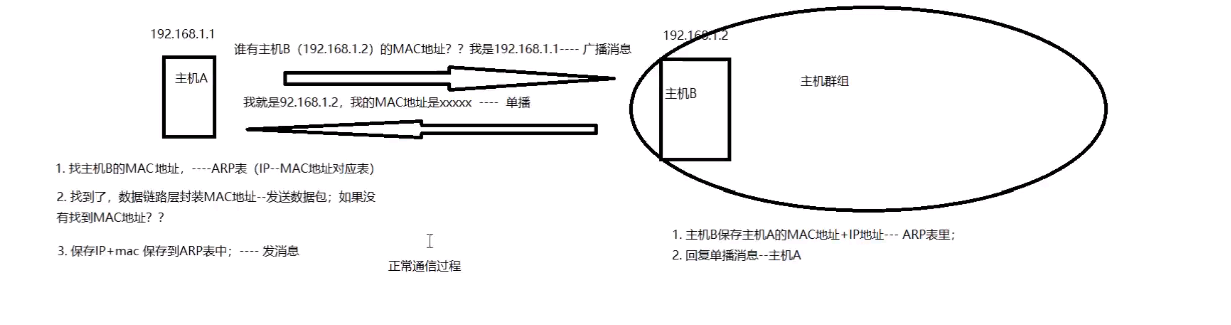 192.168.1.1
192.168.1.2
谁有主机B（192.168.1.2）的MAC地址？？我是192.168.1.1---- 广播消息
主机A
主机B
主机群组
我就是92.168.1.2，我的MAC地址是xxxxx ---- 单播
1. 找主机B的MAC地址，----ARP表（IP--MAC地址对应表）
2. 找到了，数据链路层封装MAC地址--发送数据包；如果没
有找到MAC地址？？
3. 保存IP+mac 保存到ARP表中；---- 发消息
正常通信过程
1. 主机B保存主机A的MAC地址+IP地址--- ARP表里；
2. 回复单播消息--主机A